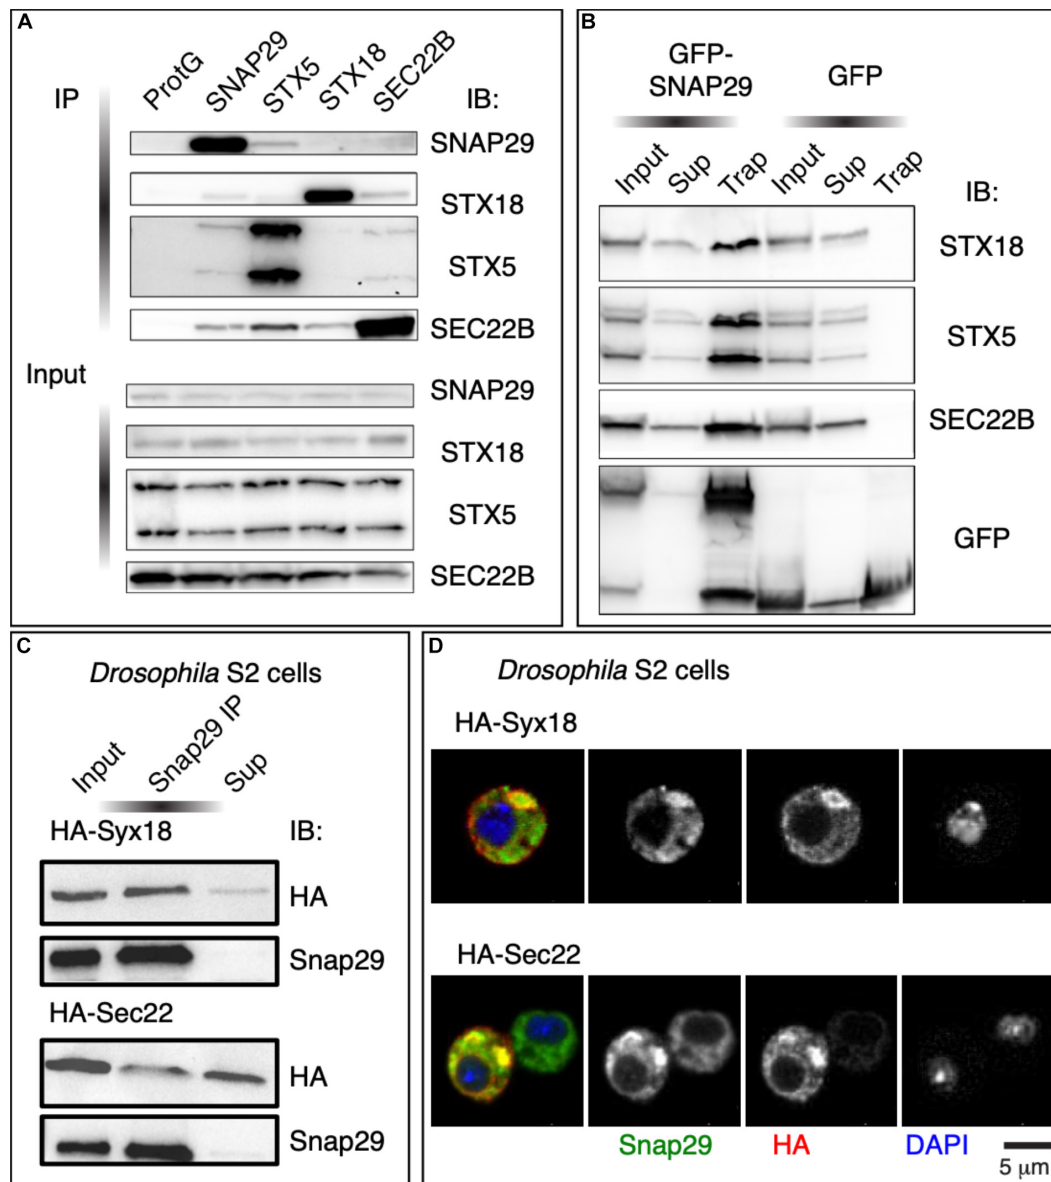 A
IP
ProtG SNAP29 STX5 STX18 SEC22B IB:
SNAP29
STX18
STX5
SEC22B
Input
SNAP29
STX18
STX5
SEC22B
B
GFP-
SNAP29
GFP
Input Sup Trap Input Sup Trap IB:
STX18
STX5
SEC22B
GFP
C
Drosophila S2 cells
Input Snap29 IP Sup
HA-Syx18 IB:
HA
Snap29
HA-Sec22
HA
Snap29
D
Drosophila S2 cells
HA-Syx18
HA-Sec22
Snap29 HA DAPI
5 μm